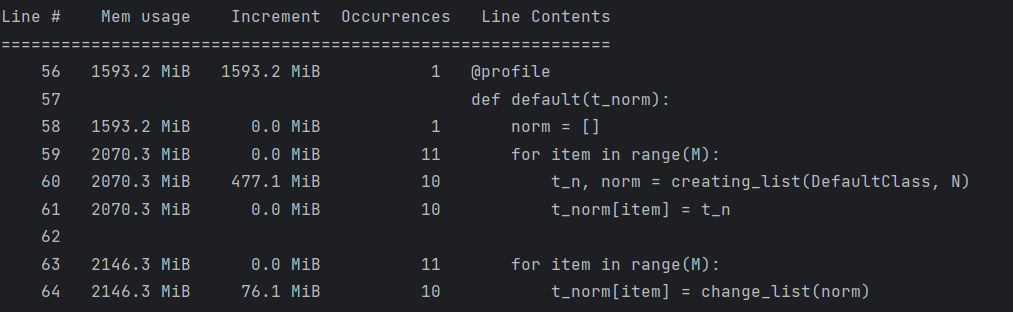 Line #    Mem usage    Increment  Occurrences   Line Contents
=============================================================
    56   1593.2 MiB   1593.2 MiB           1   @profile
    57                                         def default(t_norm):
    58   1593.2 MiB      0.0 MiB           1       norm = []
    59   2070.3 MiB      0.0 MiB          11       for item in range(M):
    60   2070.3 MiB    477.1 MiB          10           t_n, norm = creating_list(DefaultClass, N)
    61   2070.3 MiB      0.0 MiB          10           t_norm[item] = t_n
    62
    63   2146.3 MiB      0.0 MiB          11       for item in range(M):
    64   2146.3 MiB     76.1 MiB          10           t_norm[item] = change_list(norm)